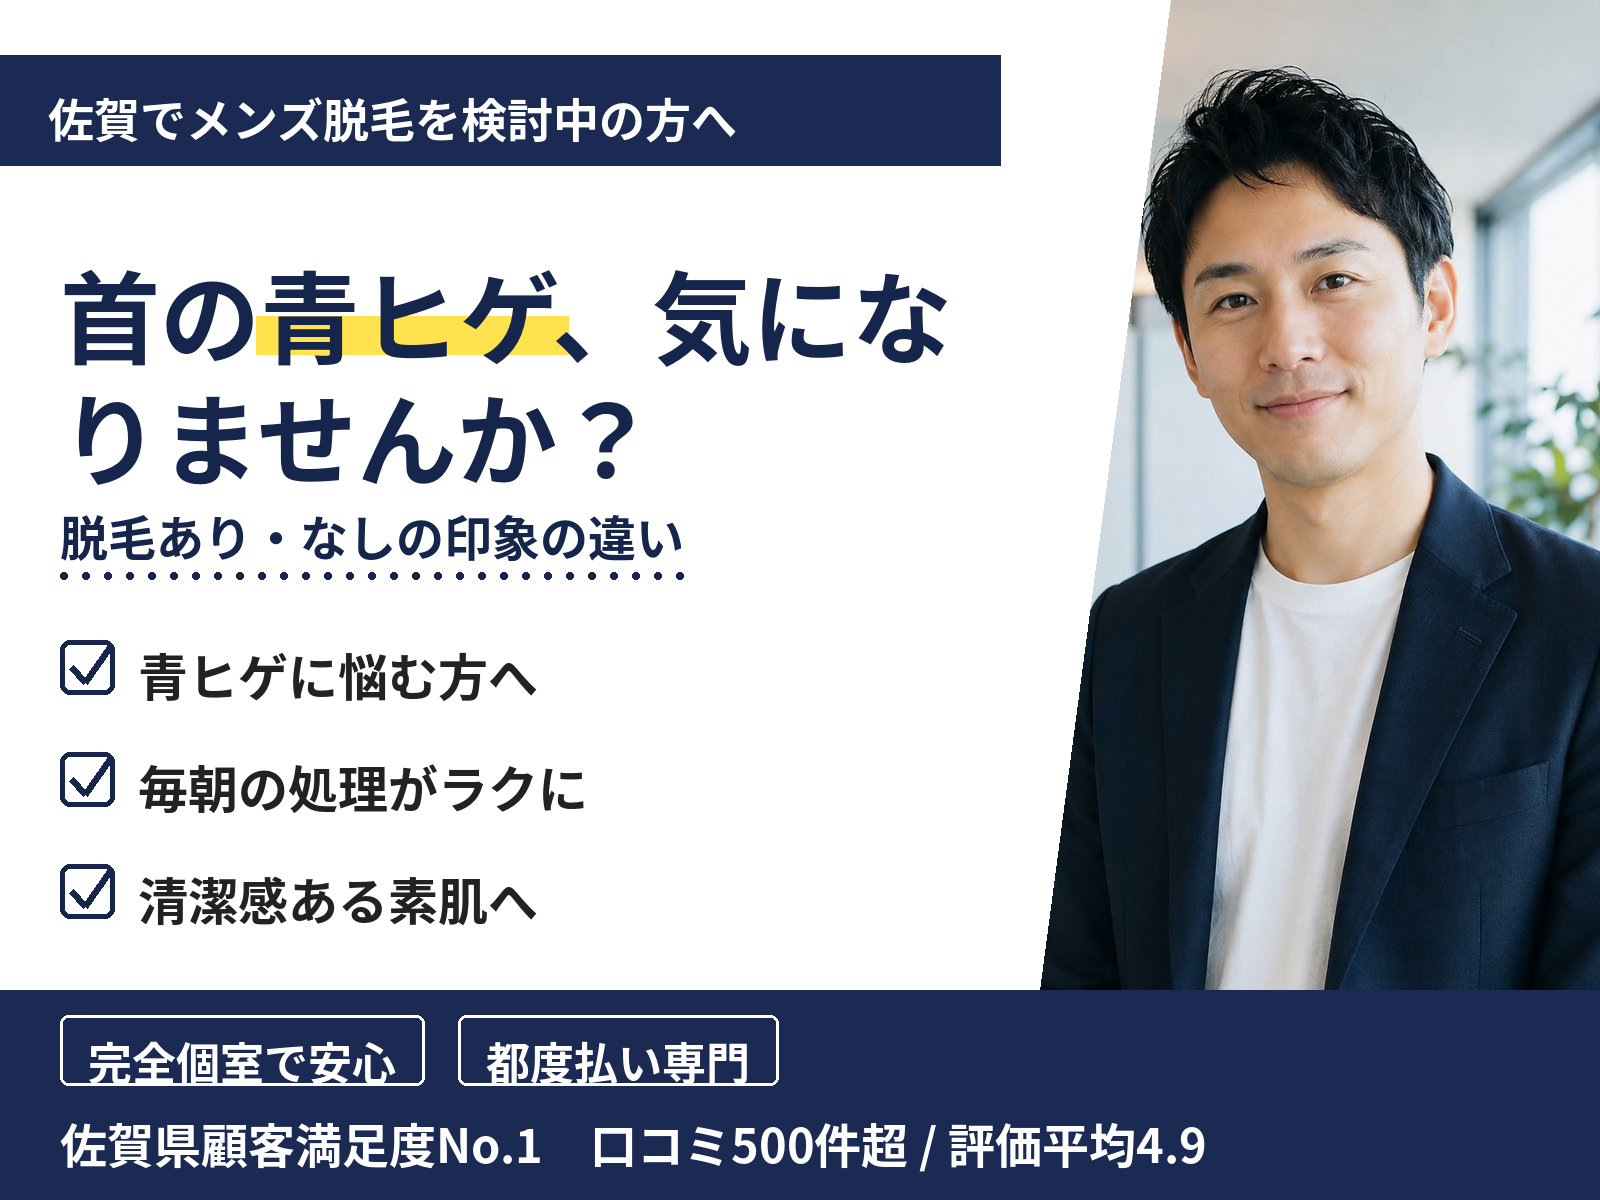 佐賀でメンズ脱毛を検討中の方へ
首の青ヒゲ、気にな
りませんか？
脱毛あり・なしの印象の違い
青ヒゲに悩む方へ
毎朝の処理がラクに
清潔感ある素肌へ
完全個室で安心 都度払い専門
佐賀県顧客満足度No.1　口コミ500件超 / 評価平均4.9